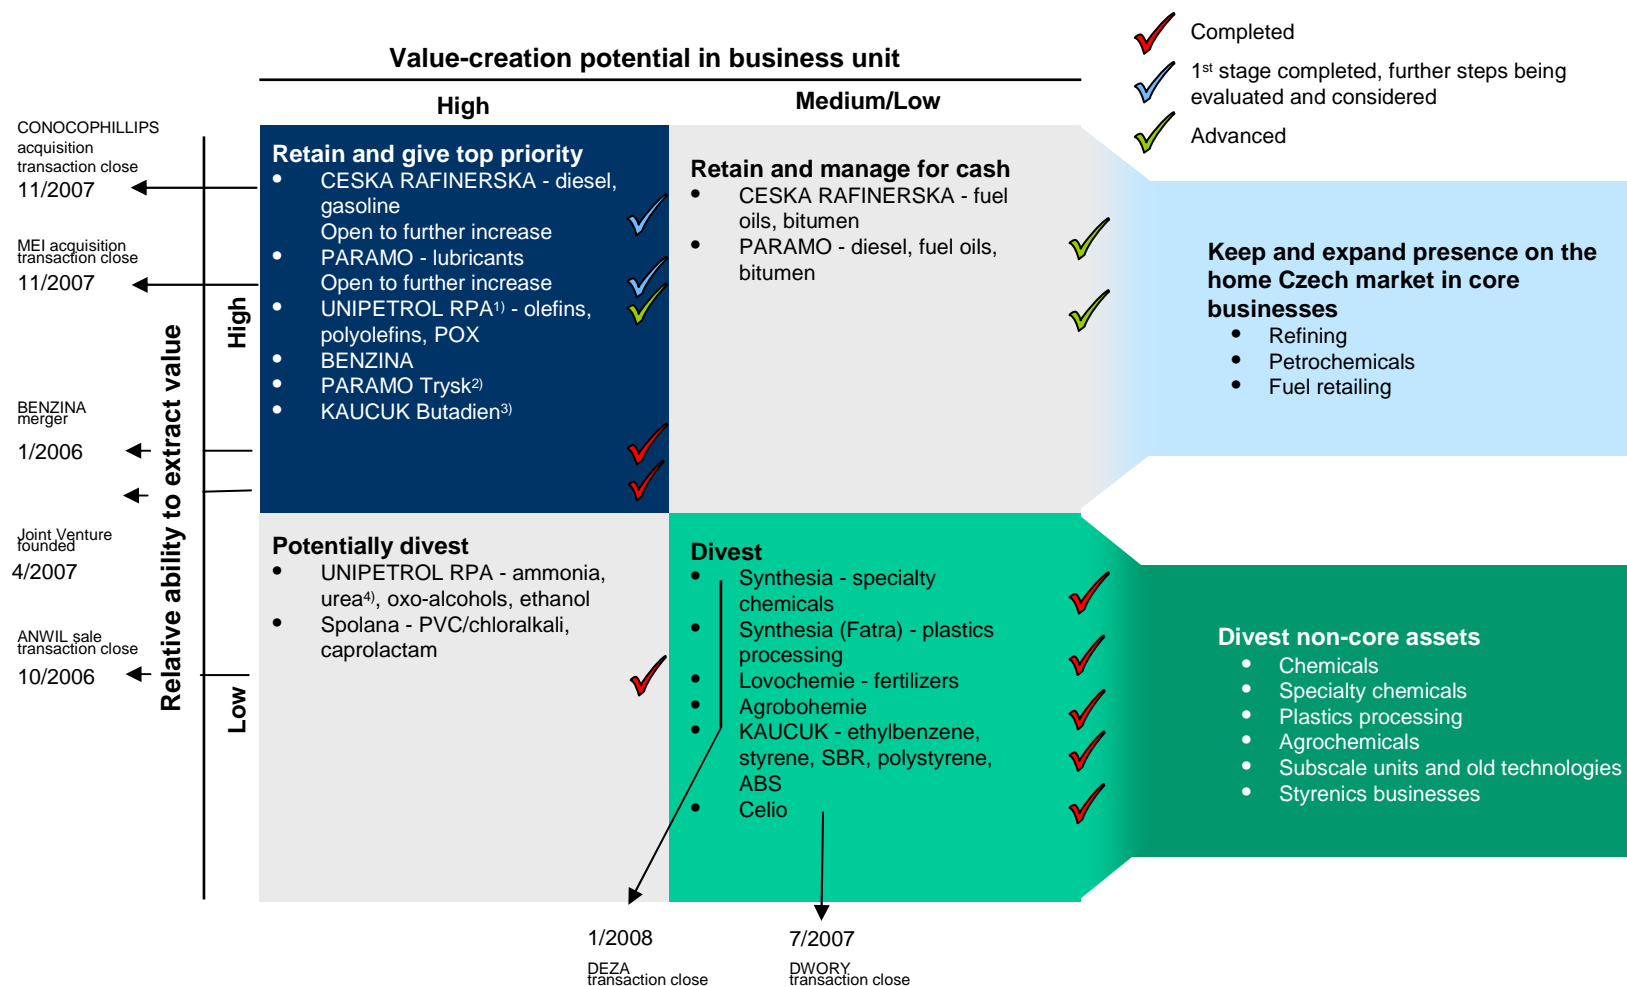 Completed
1st stage completed, further steps being
evaluated and considered
Advanced
Value-creation potential in business unit
High
Medium/Low
CONOCOPHILLIPS
acquisition
transaction close
11/2007
MEI acquisition
transaction close
11/2007
BENZINA
merger
1/2006
Joint Venture
founded
4/2007
ANWIL sale
transaction close
10/2006
Relative ability to extract value
High
Low
Retain and give top priority
• CESKA RAFINERSKA - diesel,
gasoline
Open to further increase
• PARAMO - lubricants
Open to further increase
• UNIPETROL RPA1) - olefins,
polyolefins, POX
• BENZINA
• PARAMO Trysk2)
• KAUCUK Butadien3)
Retain and manage for cash
• CESKA RAFINERSKA - fuel
oils, bitumen
• PARAMO - diesel, fuel oils,
bitumen
Keep and expand presence on the
home Czech market in core
businesses
• Refining
• Petrochemicals
• Fuel retailing
Potentially divest
• UNIPETROL RPA - ammonia,
urea4), oxo-alcohols, ethanol
• Spolana - PVC/chloralkali,
caprolactam
Divest
• Synthesia - specialty
chemicals
• Synthesia (Fatra) - plastics
processing
• Lovochemie - fertilizers
• Agrobohemie
• KAUCUK - ethylbenzene,
styrene, SBR, polystyrene,
ABS
• Celio
Divest non-core assets
• Chemicals
• Specialty chemicals
• Plastics processing
• Agrochemicals
• Subscale units and old technologies
• Styrenics businesses
1/2008
DEZA
transaction close
7/2007
DWORY
transaction close